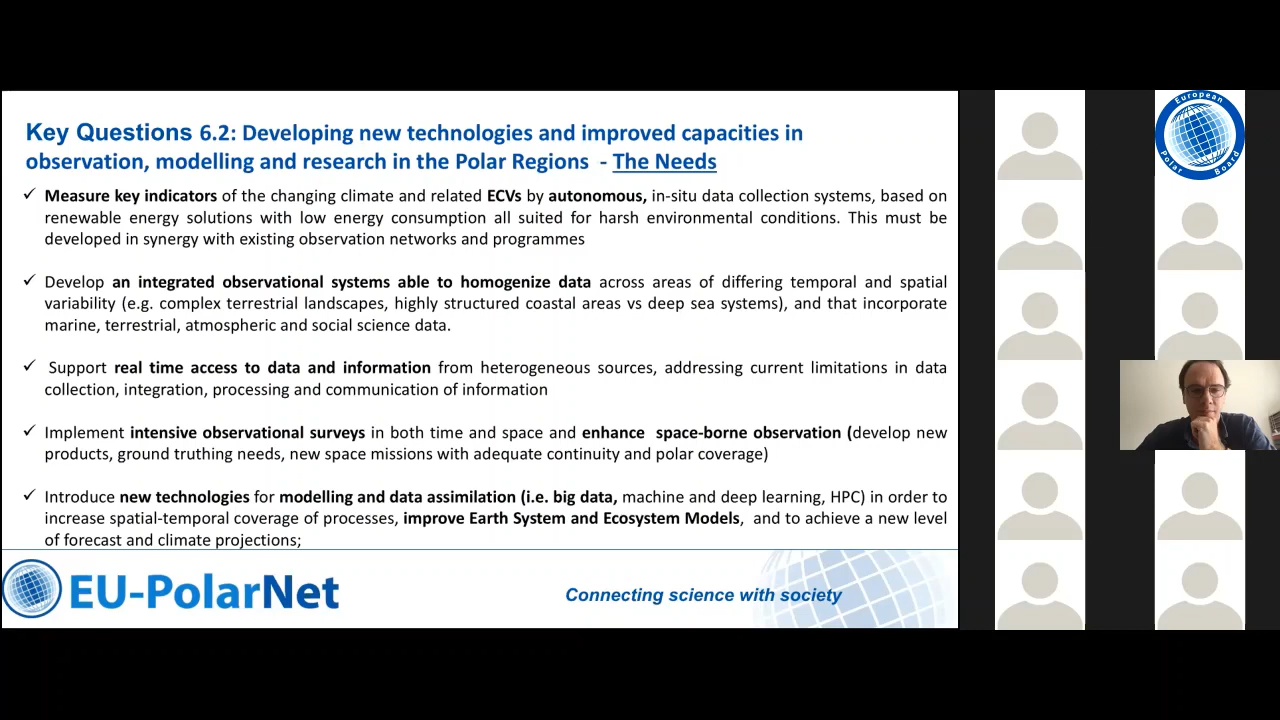 Key Questions 6.2: Developing new technologies and improved capacities in
observation, modelling and research in the Polar Regions - The Needs
✓ Measure key indicators of the changing climate and related ECVs by autonomous, in-situ data collection systems, based on
renewable energy solutions with low energy consumption all suited for harsh environmental conditions. This must be
developed in synergy with existing observation networks and programmes
✓ Develop an integrated observational systems able to homogenize data across areas of differing temporal and spatial
variability (e.g. complex terrestrial landscapes, highly structured coastal areas vs deep sea systems), and that incorporate
marine, terrestrial, atmospheric and social science data.
✓ Support real time access to data and information from heterogeneous sources, addressing current limitations in data
collection, integration, processing and communication of information
✓ Implement intensive observational surveys in both time and space and enhance space-borne observation (develop new
products, ground truthing needs, new space missions with adequate continuity and polar coverage)
✓ Introduce new technologies for modelling and data assimilation (i.e. big data, machine and deep learning, HPC) in order to
increase spatial-temporal coverage of processes, improve Earth System and Ecosystem Models, and to achieve a new level
of forecast and climate projections;
EU-PolarNet
Connecting science with society
European
Polar Board